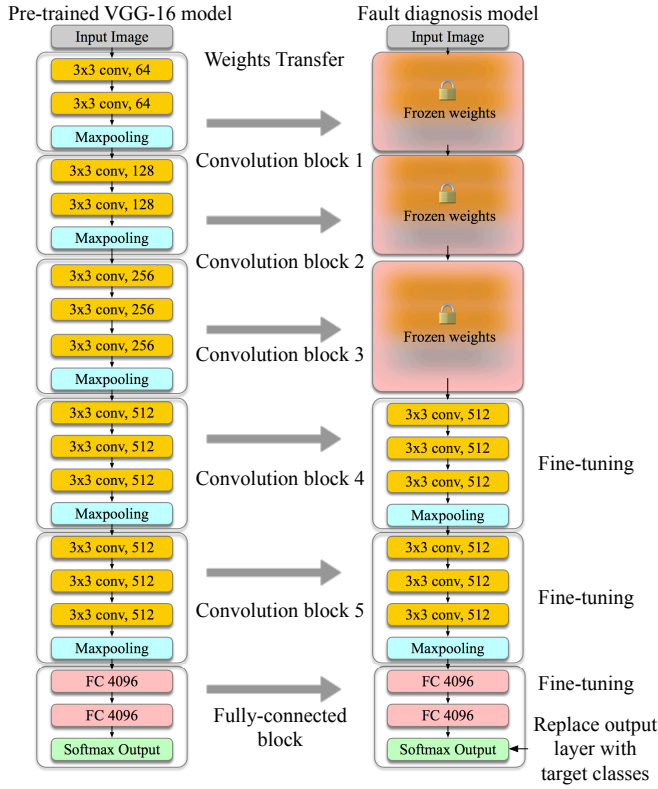 Pre-trained VGG-16 model
Fault diagnosis model
Input Image
Input Image
Weights Transfer
3x3 conv, 64
3x3 conv, 64
Maxpooling
Frozen weights
Convolution block 1
3x3 conv, 128
3x3 conv, 128
Maxpooling
Frozen weights
Convolution block 2
3x3 conv, 256
3x3 conv, 256
3x3 conv, 256
Maxpooling
Frozen weights
Convolution block 3
3x3 conv, 512
3x3 conv, 512
3x3 conv, 512
Maxpooling
Convolution block 4
3x3 conv, 512
3x3 conv, 512
3x3 conv, 512
Maxpooling
Fine-tuning
3x3 conv, 512
3x3 conv, 512
3x3 conv, 512
Maxpooling
Convolution block 5
3x3 conv, 512
3x3 conv, 512
3x3 conv, 512
Maxpooling
Fine-tuning
FC 4096
FC 4096
Softmax Output
Fully-connected
block
FC 4096
FC 4096
Softmax Output
Fine-tuning
Replace output
layer with
target classes